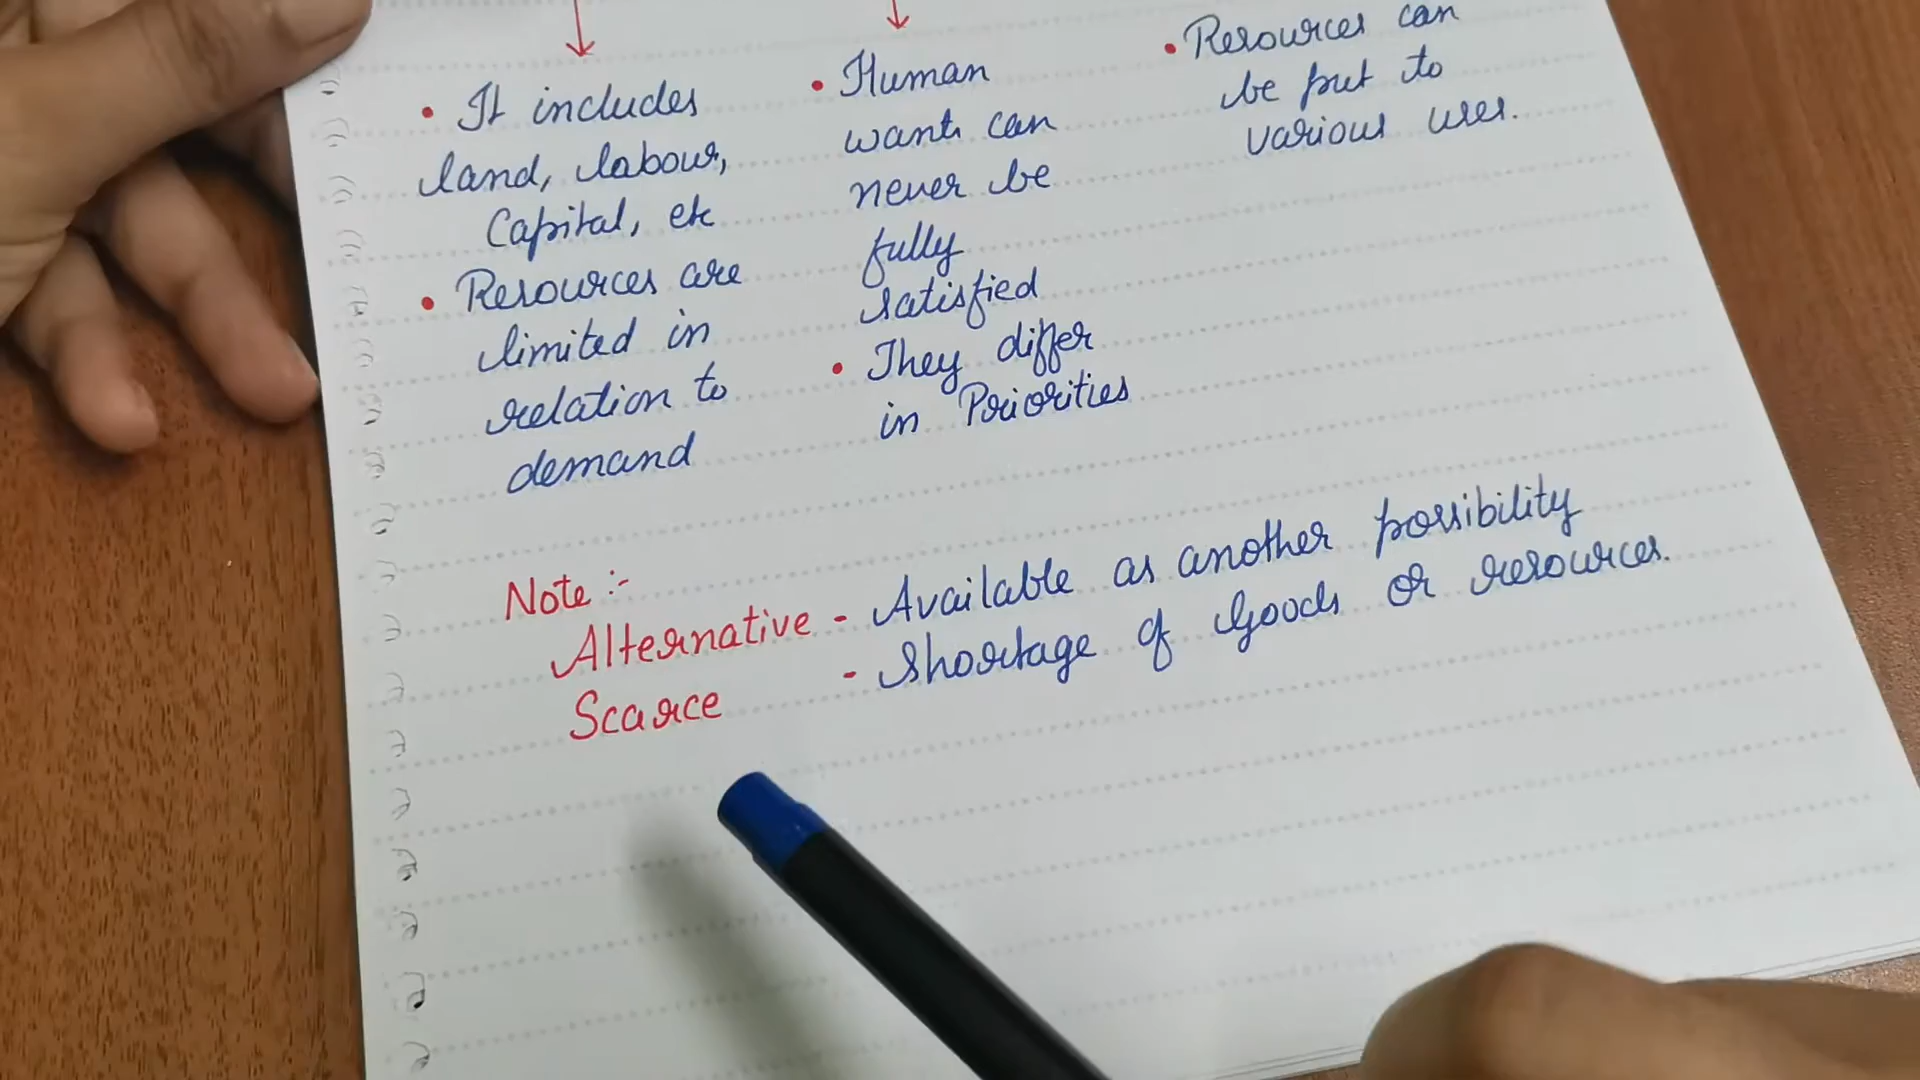 • It includes
land, labour,
Capital, etc
• Resources are
limited in
relation to
demand
• Human
wants can
never be
fully
satisfied
• They differ
in Priorities
• Resources can
be put to
various uses.
Note :-
Alternative - Available as another possibility
Scarce - Shortage of Goods or resources.